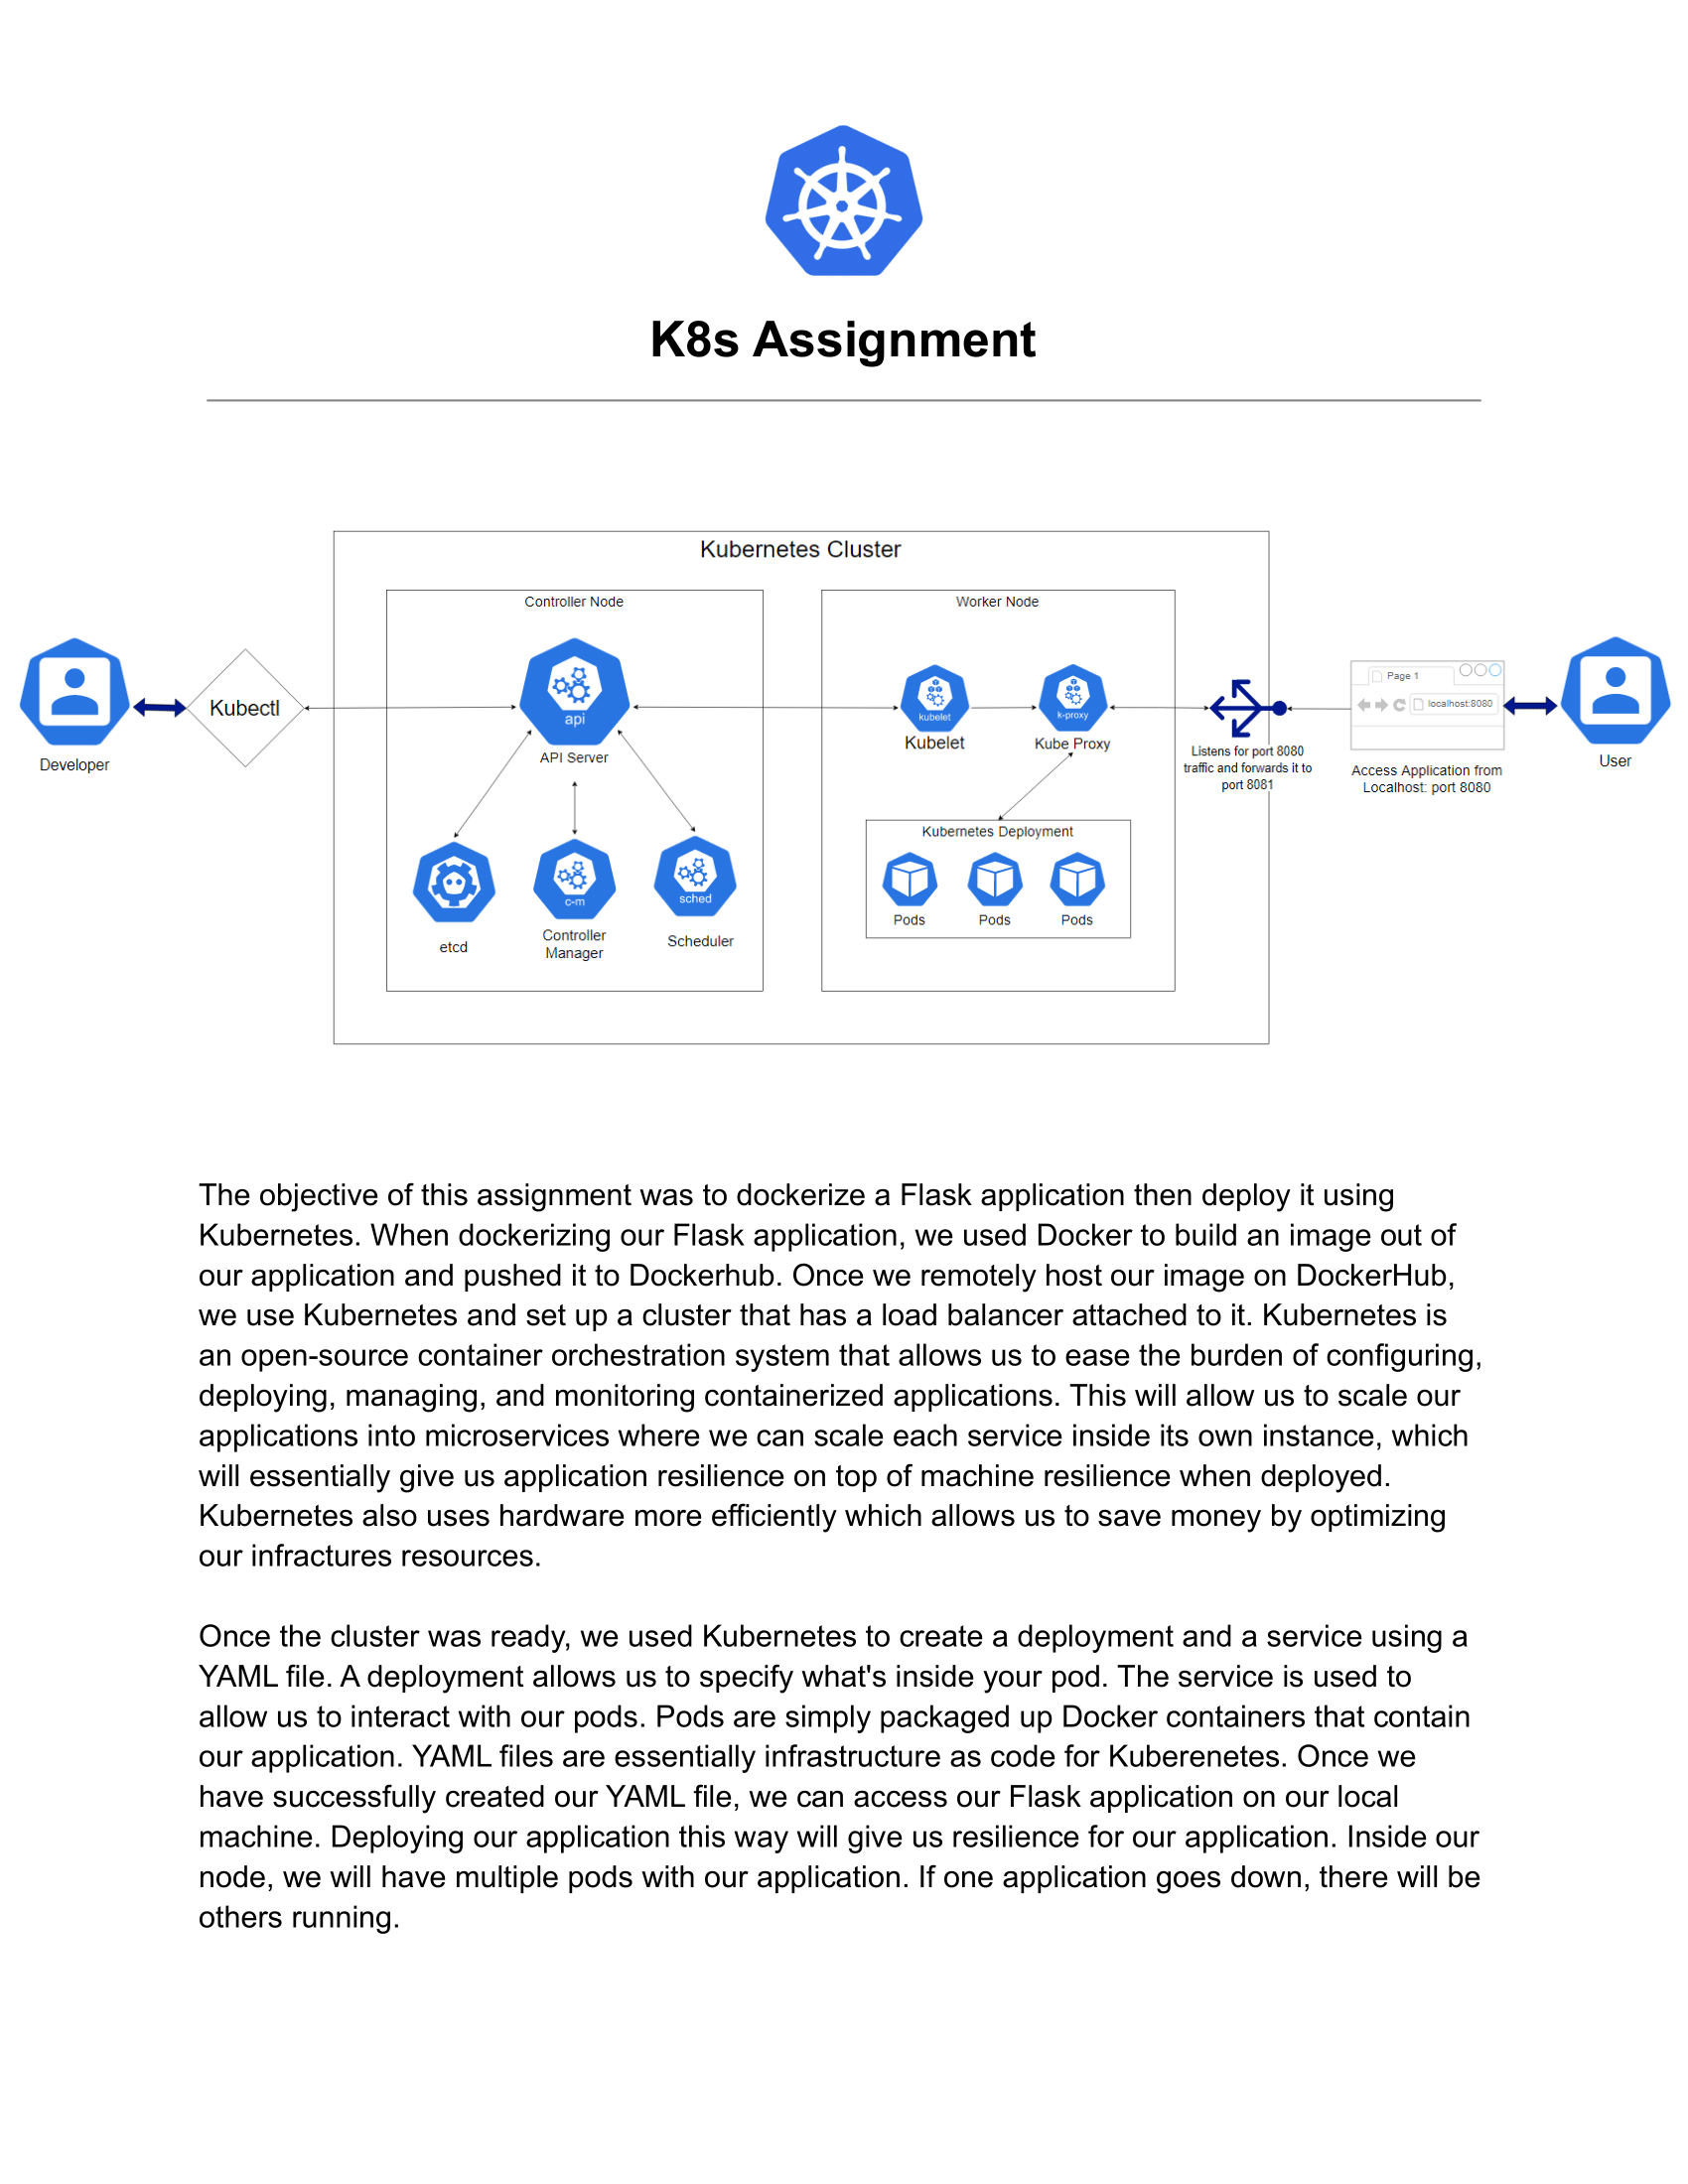 K8s Assignment
Kubernetes Cluster
Controller Node
Worker Node
Developer
Kubectl
api
API Server
etcd
c-m
Controller
Manager
sched
Scheduler
kubelet
Kubelet
k-proxy
Kube Proxy
Kubernetes Deployment
Pods
Pods
Pods
Listens for port 8080
traffic and forwards it to
port 8081
Page 1
localhost:8080
Access Application from
Localhost: port 8080
User
The objective of this assignment was to dockerize a Flask application then deploy it using
Kubernetes. When dockerizing our Flask application, we used Docker to build an image out of
our application and pushed it to Dockerhub. Once we remotely host our image on DockerHub,
we use Kubernetes and set up a cluster that has a load balancer attached to it. Kubernetes is
an open-source container orchestration system that allows us to ease the burden of configuring,
deploying, managing, and monitoring containerized applications. This will allow us to scale our
applications into microservices where we can scale each service inside its own instance, which
will essentially give us application resilience on top of machine resilience when deployed.
Kubernetes also uses hardware more efficiently which allows us to save money by optimizing
our infractures resources.
Once the cluster was ready, we used Kubernetes to create a deployment and a service using a
YAML file. A deployment allows us to specify what's inside your pod. The service is used to
allow us to interact with our pods. Pods are simply packaged up Docker containers that contain
our application. YAML files are essentially infrastructure as code for Kuberenetes. Once we
have successfully created our YAML file, we can access our Flask application on our local
machine. Deploying our application this way will give us resilience for our application. Inside our
node, we will have multiple pods with our application. If one application goes down, there will be
others running.